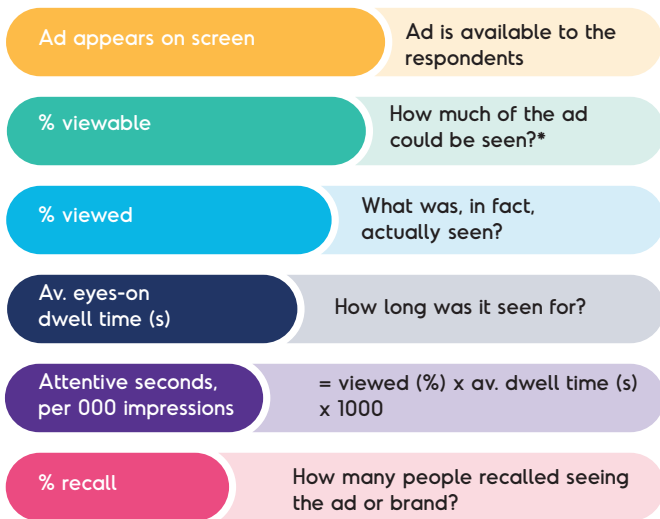 Ad appears on screen
Ad is available to the
respondents
% viewable
How much of the ad
could be seen?*
% viewed
What was, in fact,
actually seen?
Av. eyes-on
dwell time (s)
How long was it seen for?
Attentive seconds,
per 000 impressions
= viewed (%) x av. dwell time (s)
x 1000
% recall
How many people recalled seeing
the ad or brand?